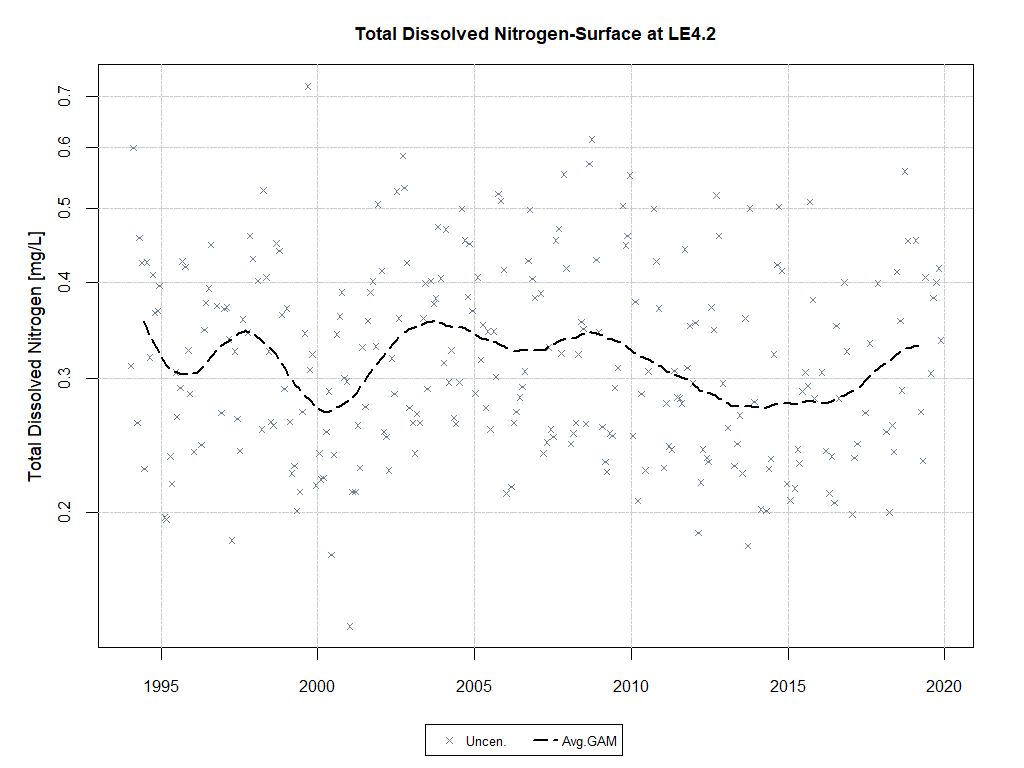 Total Dissolved Nitrogen-Surface at LE4.2
Total Dissolved Nitrogen [mg/L]
0.7
0.6
0.5
0.4
0.3
0.2
1995 2000 2005 2010 2015 2020
Uncen. Avg.GAM